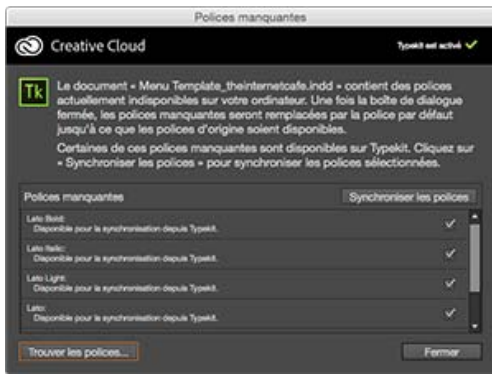 Polices manquantes
Creative Cloud
Typekit est activé
Tk
Le document « Menu Template_theinternetcafe.indd » contient des polices
actuellement indisponibles sur votre ordinateur. Une fois la boîte de dialogue
fermée, les polices manquantes seront remplacées par la police par défaut
jusqu'à ce que les polices d'origine soient disponibles.
Certaines de ces polices manquantes sont disponibles sur Typekit. Cliquez sur
« Synchroniser les polices » pour synchroniser les polices sélectionnées.
Polices manquantes
Synchroniser les polices
Lato Bold:
Disponible pour la synchronisation depuis Typekit.
Lato Italic:
Disponible pour la synchronisation depuis Typekit.
Lato Light:
Disponible pour la synchronisation depuis Typekit.
Lato:
Disponible pour la synchronisation depuis Typekit.
Trouver les polices...
Fermer